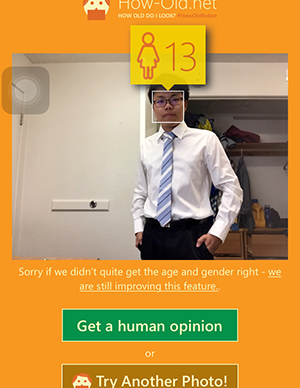 How-Old.net
HOW OLD DO I LOOK? #HowOldRobot
13
Sorry if we didn't quite get the age and gender right - we
are still improving this feature..
Get a human opinion
or
Try Another Photo!